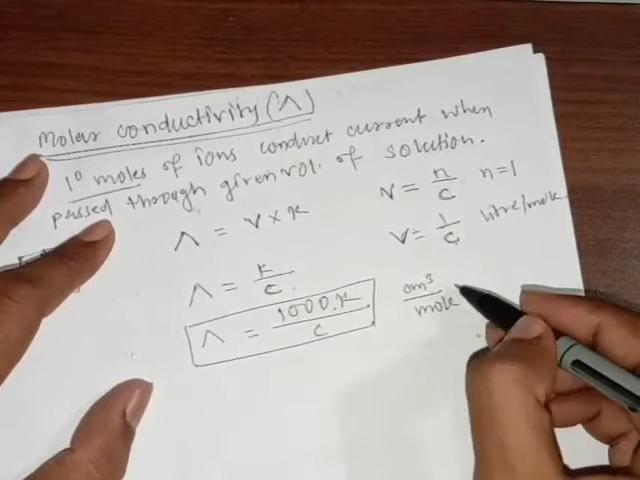 Molar conductivity (Λ)
1⁰ moles of ions conduct current when
passed through given vol. of solution.
Λ = V × K
V = n/C n=1
V = 1/C litre/mole
Λ = K/C
Λ = 1000.K/C
cm³/mole